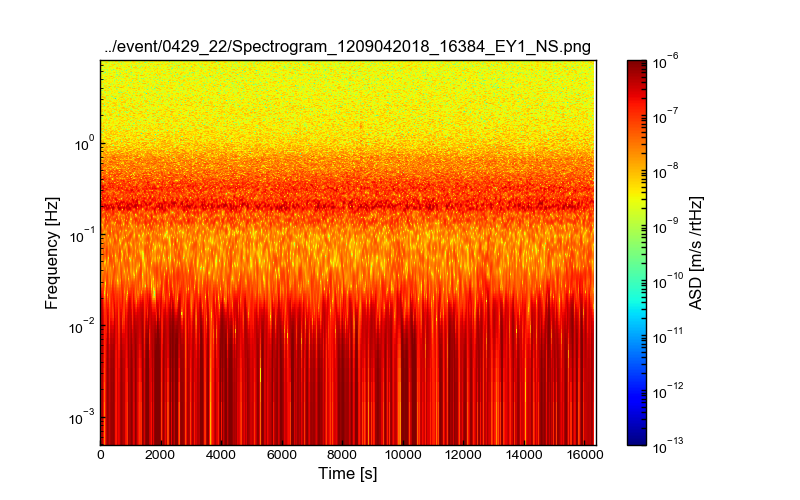 ../event/0429_22/Spectrogram_1209042018_16384_EY1_NS.png
10⁰
10⁻¹
10⁻²
10⁻³
Frequency [Hz]
0 2000 4000 6000 8000 10000 12000 14000 16000
Time [s]
10⁻⁶
10⁻⁷
10⁻⁸
10⁻⁹
10⁻¹⁰
10⁻¹¹
10⁻¹²
10⁻¹³
ASD [m/s /rtHz]